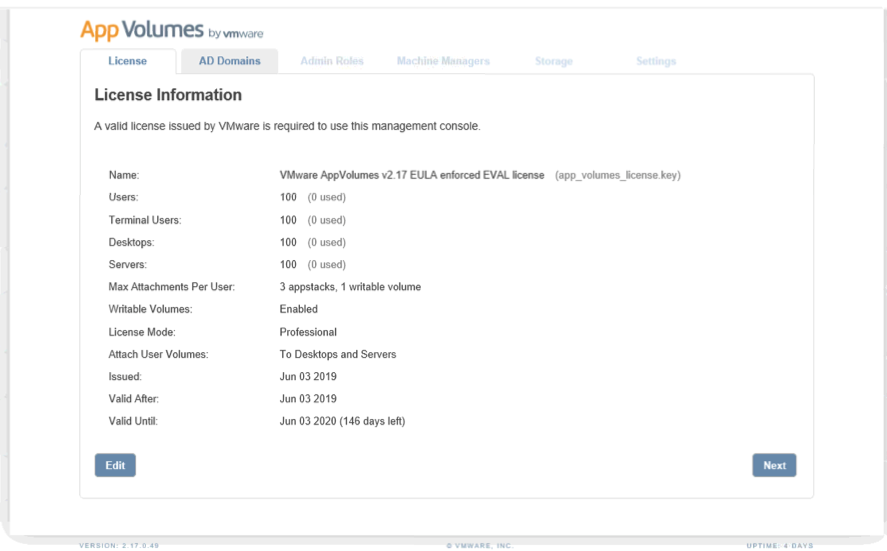 App Volumes by vmware
License AD Domains Admin Roles Machine Managers Storage Settings
License Information
A valid license issued by VMware is required to use this management console.
Name: VMware AppVolumes v2.17 EULA enforced EVAL license (app_volumes_license.key)
Users: 100 (0 used)
Terminal Users: 100 (0 used)
Desktops: 100 (0 used)
Servers: 100 (0 used)
Max Attachments Per User: 3 appstacks, 1 writable volume
Writable Volumes: Enabled
License Mode: Professional
Attach User Volumes: To Desktops and Servers
Issued: Jun 03 2019
Valid After: Jun 03 2019
Valid Until: Jun 03 2020 (146 days left)
Edit Next
VERSION: 2.17.0.49 © VMWARE, INC. UPTIME: 4 DAYS